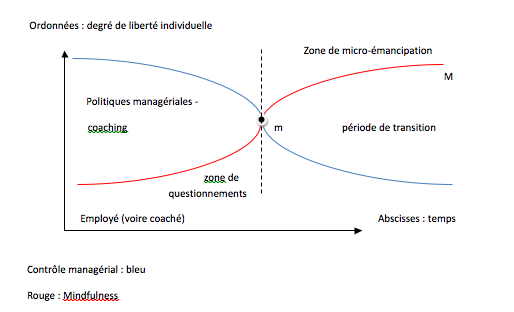 Ordonnées : degré de liberté individuelle
Zone de micro-émancipation
M
Politiques managériales -
coaching
m
période de transition
zone de
questionnements
Employé (voire coaché)
Abscisses : temps
Contrôle managérial : bleu
Rouge : Mindfulness